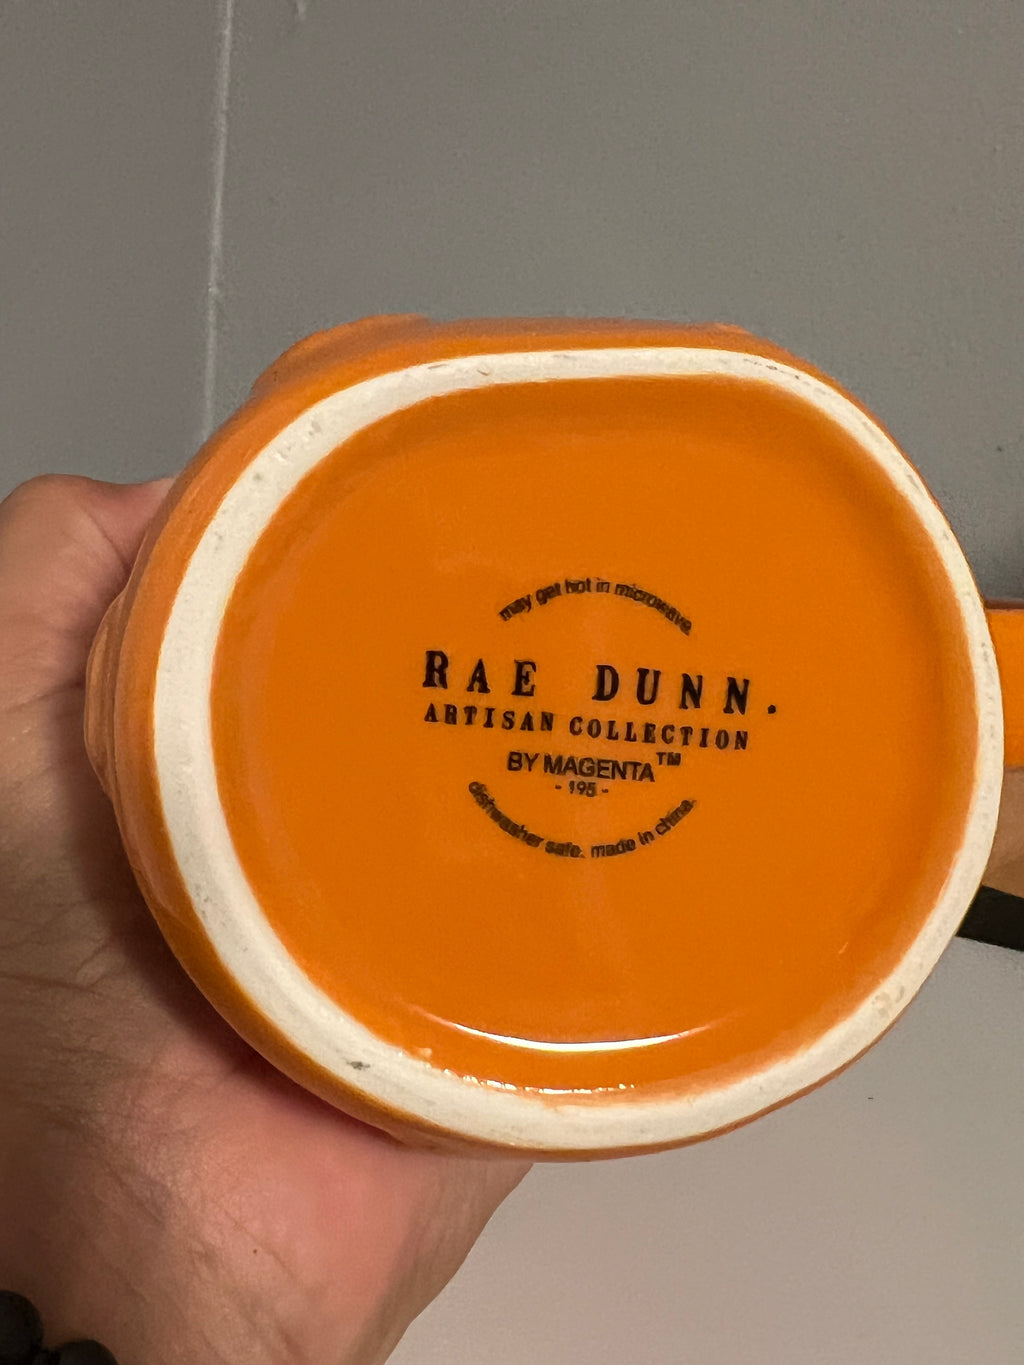 may get hot in microwave
RAE DUNN.
ARTISAN COLLECTION
BY MAGENTA™
- 195 -
dishwasher safe. made in china.